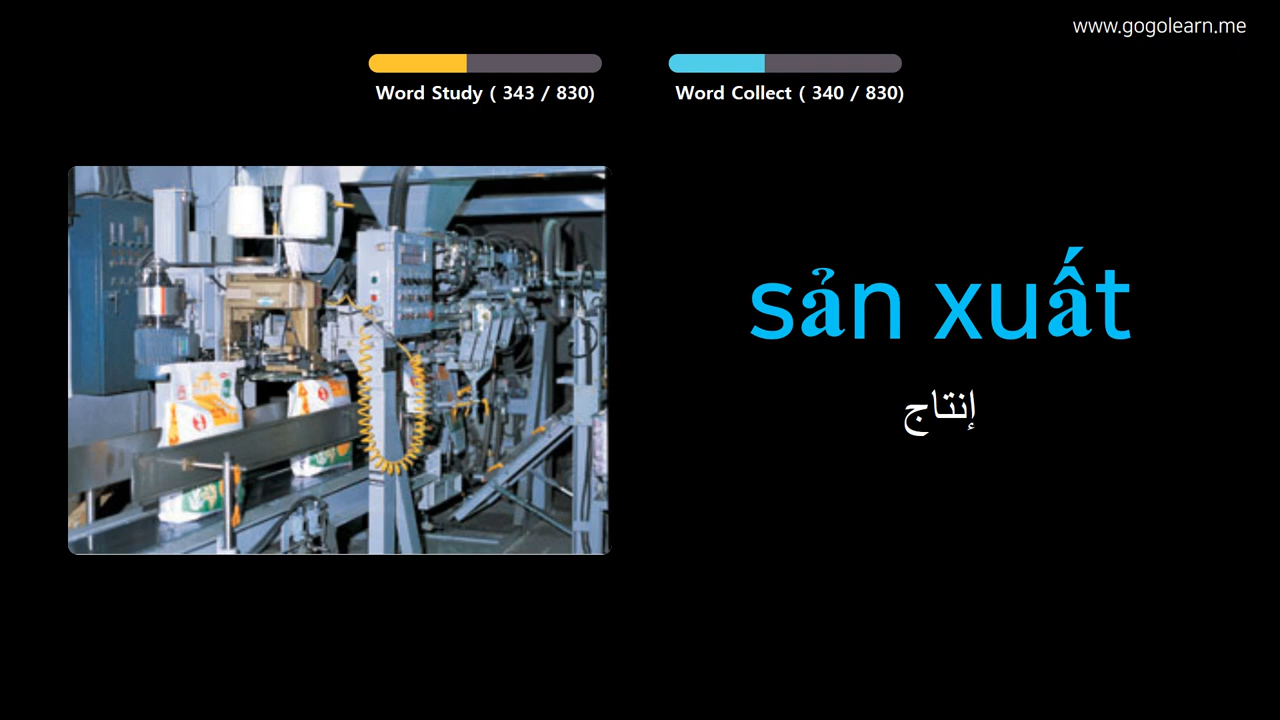 www.gogolearn.me
Word Study ( 343 / 830)
Word Collect ( 340 / 830)
sản xuất
إنتاج